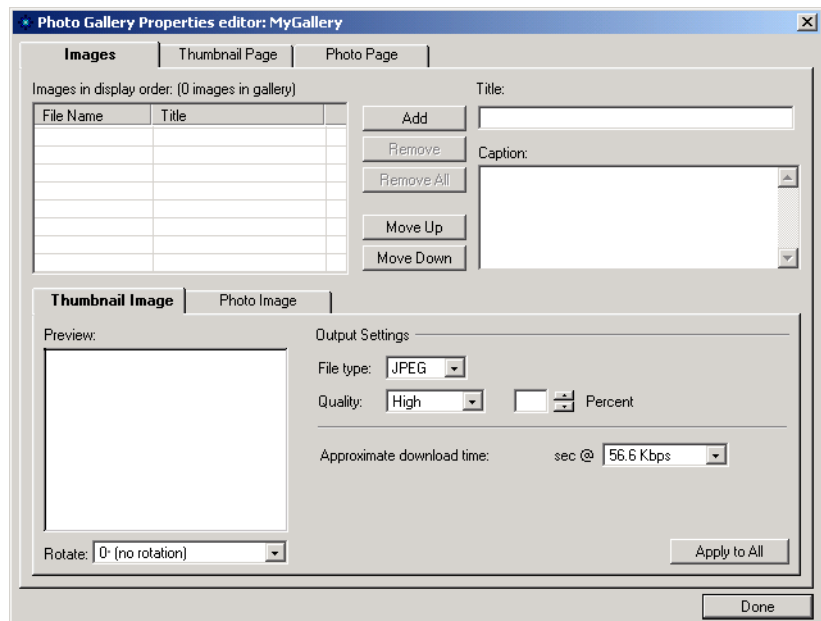 Photo Gallery Properties editor: MyGallery
Images
Thumbnail Page
Photo Page
Images in display order: (0 images in gallery)
File Name
Title
Add
Remove
Remove All
Move Up
Move Down
Title:
Caption:
Thumbnail Image
Photo Image
Preview:
Rotate: 0° (no rotation)
Output Settings
File type: JPEG
Quality: High
Percent
Approximate download time: sec @ 56.6 Kbps
Apply to All
Done